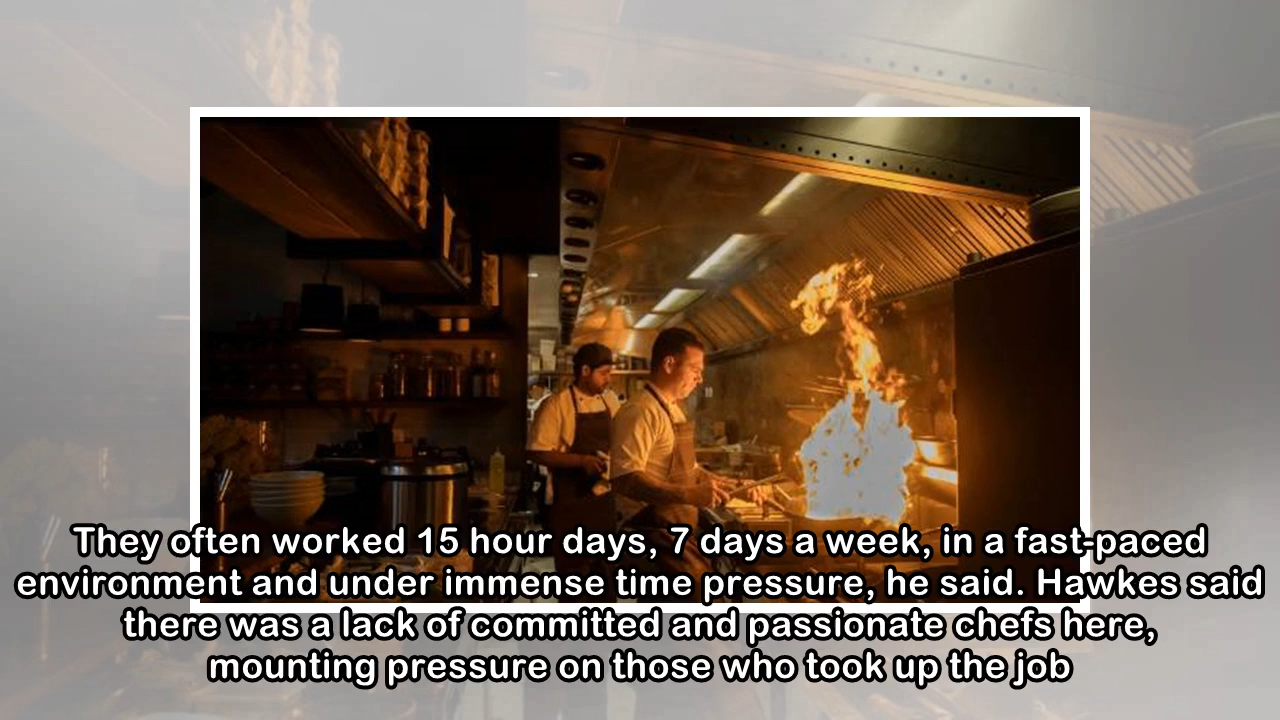 They often worked 15 hour days, 7 days a week, in a fast-paced
environment and under immense time pressure, he said. Hawkes said
there was a lack of committed and passionate chefs here,
mounting pressure on those who took up the job